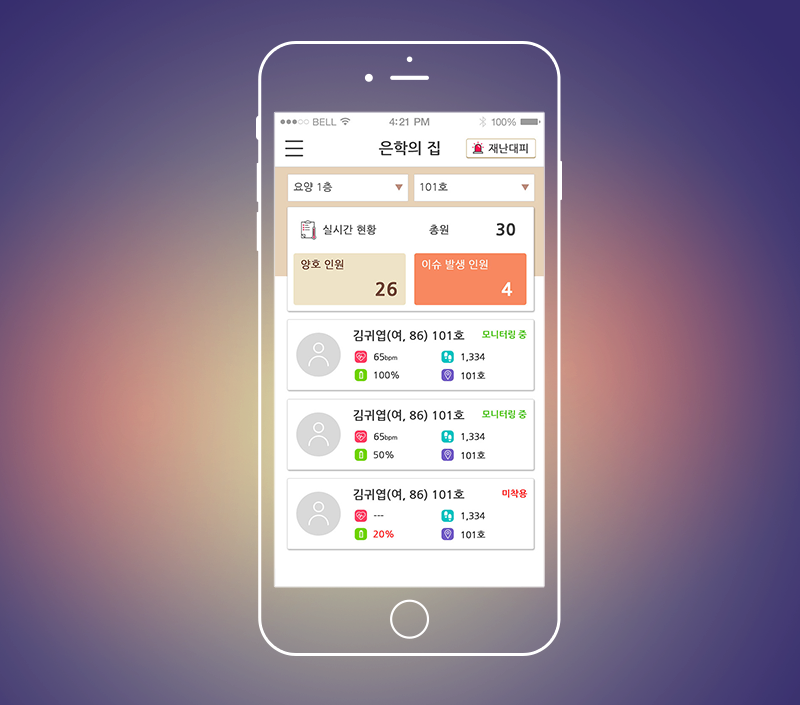 BELL 4:21 PM 100%
은학의 집 재난대피
요양 1층 101호
실시간 현황 총원 30
양호 인원 이슈 발생 인원
26 4
김귀엽(여, 86) 101호 모니터링 중
65bpm 1,334
100% 101호
김귀엽(여, 86) 101호 모니터링 중
65bpm 1,334
50% 101호
김귀엽(여, 86) 101호 미착용
--- 1,334
20% 101호